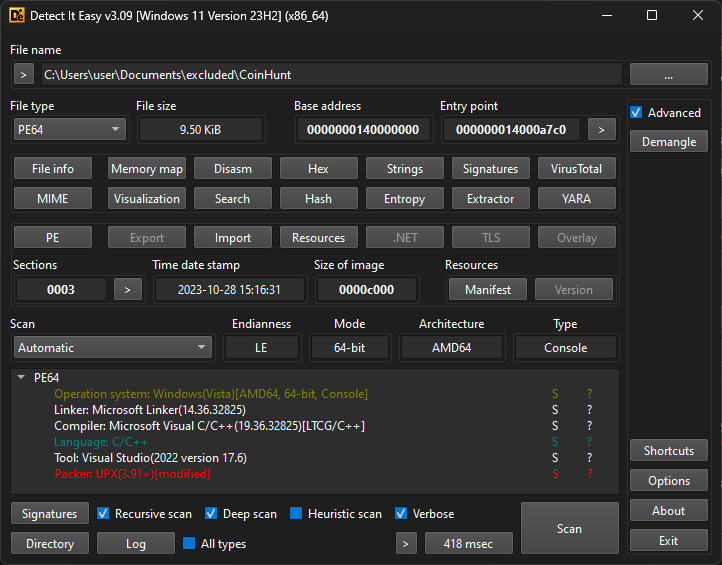 Detect It Easy v3.09 [Windows 11 Version 23H2] (x86_64)
File name
> C:\Users\user\Documents\excluded\CoinHunt ...
File type File size Base address Entry point Advanced
PE64 9.50 KiB 0000000140000000 000000014000a7c0 > Demangle
File info Memory map Disasm Hex Strings Signatures VirusTotal
MIME Visualization Search Hash Entropy Extractor YARA
PE Export Import Resources .NET TLS Overlay
Sections Time date stamp Size of image Resources
0003 > 2023-10-28 15:16:31 0000c000 Manifest Version
Scan Endianness Mode Architecture Type
Automatic LE 64-bit AMD64 Console
PE64
Operation system: Windows(Vista)[AMD64, 64-bit, Console] S ?
Linker: Microsoft Linker(14.36.32825) S ?
Compiler: Microsoft Visual C/C++(19.36.32825)[LTCG/C++] S ?
Language: C/C++ S ?
Tool: Visual Studio(2022 version 17.6) S ?
Packer: UPX(3.91+)[modified] S ?
Shortcuts
Options
Signatures Recursive scan Deep scan Heuristic scan Verbose Scan About
Directory Log All types > 418 msec Exit